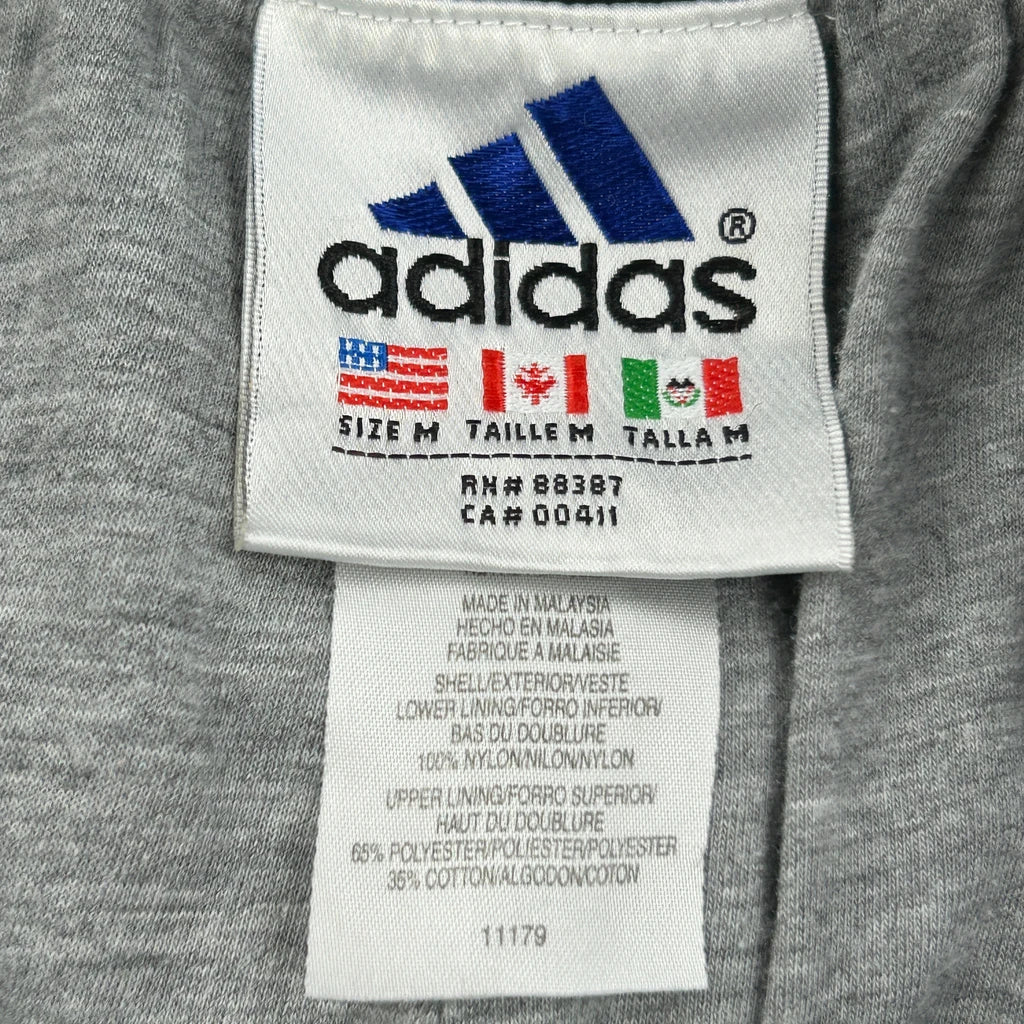 adidas®
SIZE M TAILLE M TALLA M
RN# 88387
CA# 00411
MADE IN MALAYSIA
HECHO EN MALASIA
FABRIQUE A MALAISIE
SHELL/EXTERIOR/VESTE
LOWER LINING/FORRO INFERIOR/
BAS DU DOUBLURE
100% NYLON/NILON/NYLON
UPPER LINING/FORRO SUPERIOR/
HAUT DU DOUBLURE
65% POLYESTER/POLIESTER/POLYESTER
35% COTTON/ALGODON/COTON
11179